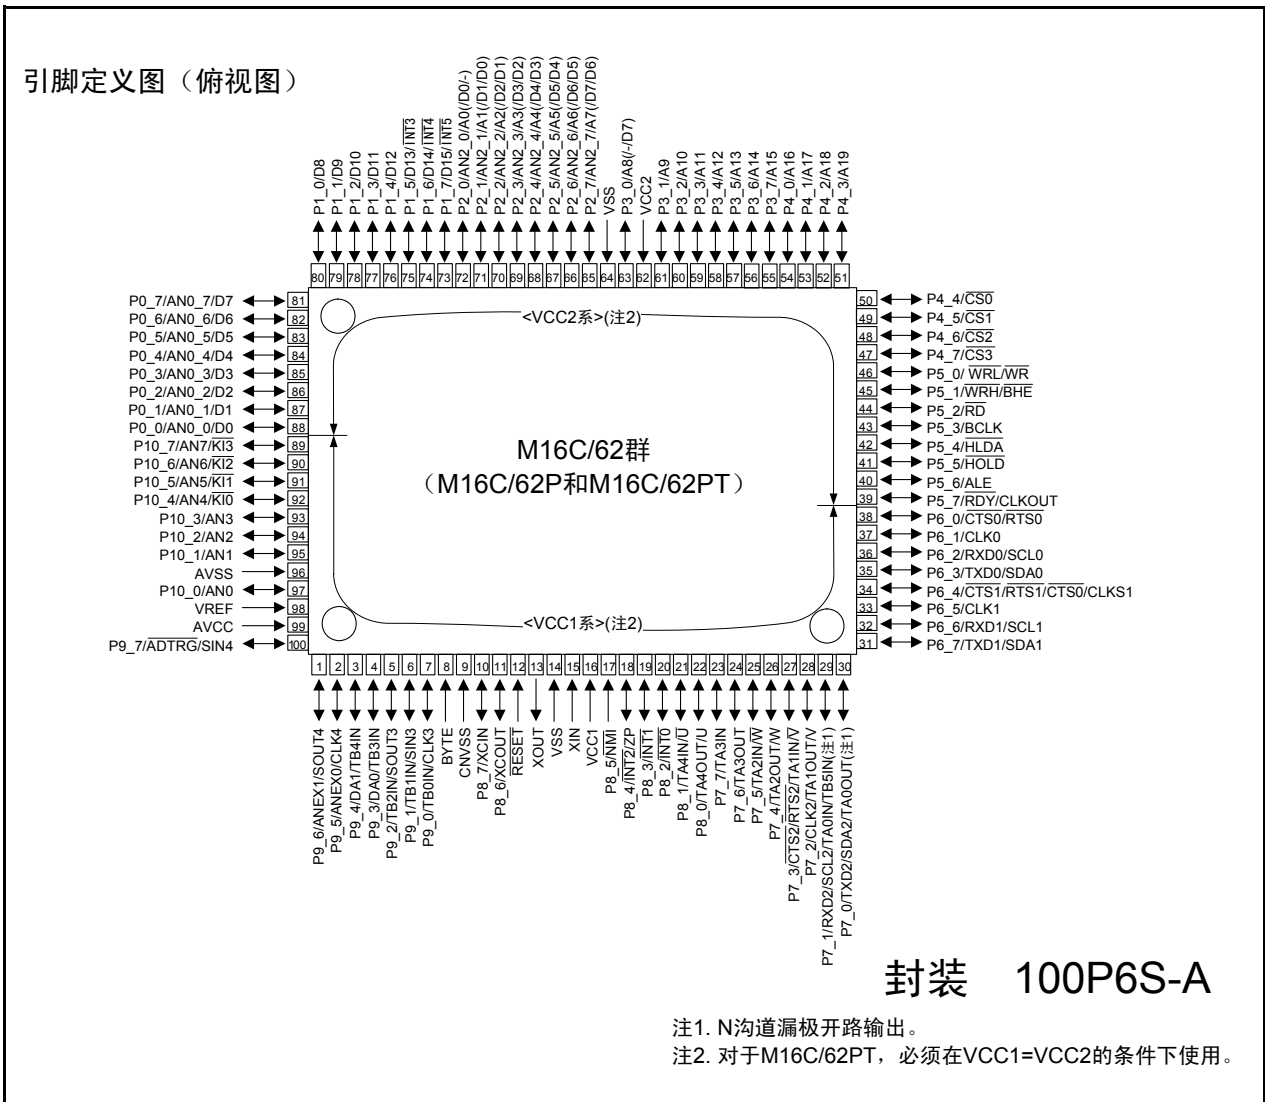 引脚定义图（俯视图）
P1_0/D8
P1_1/D9
P1_2/D10
P1_3/D11
P1_4/D12
P1_5/D13/INT3
P1_6/D14/INT4
P1_7/D15/INT5
P2_0/AN2_0/A0(/D0/-)
P2_1/AN2_1/A1(/D1/D0)
P2_2/AN2_2/A2(/D2/D1)
P2_3/AN2_3/A3(/D3/D2)
P2_4/AN2_4/A4(/D4/D3)
P2_5/AN2_5/A5(/D5/D4)
P2_6/AN2_6/A6(/D6/D5)
P2_7/AN2_7/A7(/D7/D6)
VSS
P3_0/A8(/-/D7)
VCC2
P3_1/A9
P3_2/A10
P3_3/A11
P3_4/A12
P3_5/A13
P3_6/A14
P3_7/A15
P4_0/A16
P4_1/A17
P4_2/A18
P4_3/A19
80 79 78 77 76 75 74 73 72 71 70 69 68 67 66 65 64 63 62 61 60 59 58 57 56 55 54 53 52 51
P0_7/AN0_7/D7 81
P0_6/AN0_6/D6 82
P0_5/AN0_5/D5 83
P0_4/AN0_4/D4 84
P0_3/AN0_3/D3 85
P0_2/AN0_2/D2 86
P0_1/AN0_1/D1 87
P0_0/AN0_0/D0 88
P10_7/AN7/KI3 89
P10_6/AN6/KI2 90
P10_5/AN5/KI1 91
P10_4/AN4/KI0 92
P10_3/AN3 93
P10_2/AN2 94
P10_1/AN1 95
AVSS 96
P10_0/AN0 97
VREF 98
AVCC 99
P9_7/ADTRG/SIN4 100
<VCC2系>(注2)
M16C/62群
（M16C/62P和M16C/62PT）
<VCC1系>(注2)
50 P4_4/CS0
49 P4_5/CS1
48 P4_6/CS2
47 P4_7/CS3
46 P5_0/ WRL/WR
45 P5_1/WRH/BHE
44 P5_2/RD
43 P5_3/BCLK
42 P5_4/HLDA
41 P5_5/HOLD
40 P5_6/ALE
39 P5_7/RDY/CLKOUT
38 P6_0/CTS0/RTS0
37 P6_1/CLK0
36 P6_2/RXD0/SCL0
35 P6_3/TXD0/SDA0
34 P6_4/CTS1/RTS1/CTS0/CLKS1
33 P6_5/CLK1
32 P6_6/RXD1/SCL1
31 P6_7/TXD1/SDA1
1 2 3 4 5 6 7 8 9 10 11 12 13 14 15 16 17 18 19 20 21 22 23 24 25 26 27 28 29 30
P9_6/ANEX1/SOUT4
P9_5/ANEX0/CLK4
P9_4/DA1/TB4IN
P9_3/DA0/TB3IN
P9_2/TB2IN/SOUT3
P9_1/TB1IN/SIN3
P9_0/TB0IN/CLK3
BYTE
CNVSS
P8_7/XCIN
P8_6/XCOUT
RESET
XOUT
VSS
XIN
VCC1
P8_5/NMI
P8_4/INT2/ZP
P8_3/INT1
P8_2/INT0
P8_1/TA4IN/U
P8_0/TA4OUT/U
P7_7/TA3IN
P7_6/TA3OUT
P7_5/TA2IN/W
P7_4/TA2OUT/W
P7_3/CTS2/RTS2/TA1IN/V
P7_2/CLK2/TA1OUT/V
P7_1/RXD2/SCL2/TA0IN/TB5IN(注1)
P7_0/TXD2/SDA2/TA0OUT(注1)
封装 100P6S-A
注1. N沟道漏极开路输出。
注2. 对于M16C/62PT，必须在VCC1=VCC2的条件下使用。